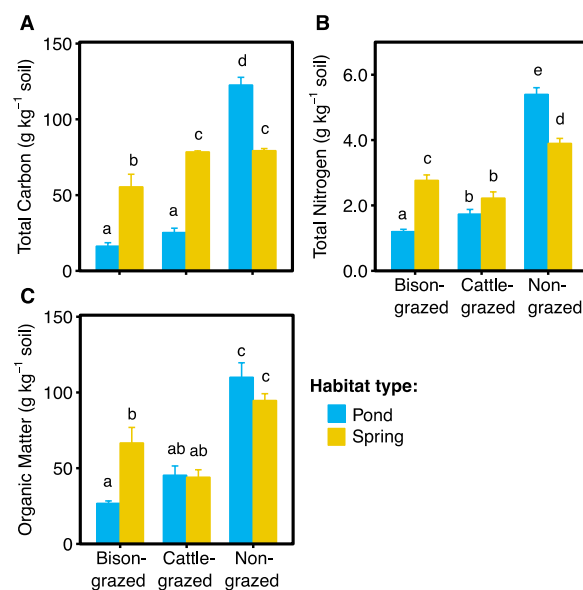 A
Total Carbon (g kg⁻¹ soil)
150
100
50
0
a
b
a
c
d
c
B
Total Nitrogen (g kg⁻¹ soil)
6.0
4.0
2.0
0.0
a
c
b
b
e
d
Bison-
grazed
Cattle-
grazed
Non-
grazed
C
Organic Matter (g kg⁻¹ soil)
150
100
50
0
a
b
ab
ab
c
c
Bison-
grazed
Cattle-
grazed
Non-
grazed
Habitat type:
Pond
Spring